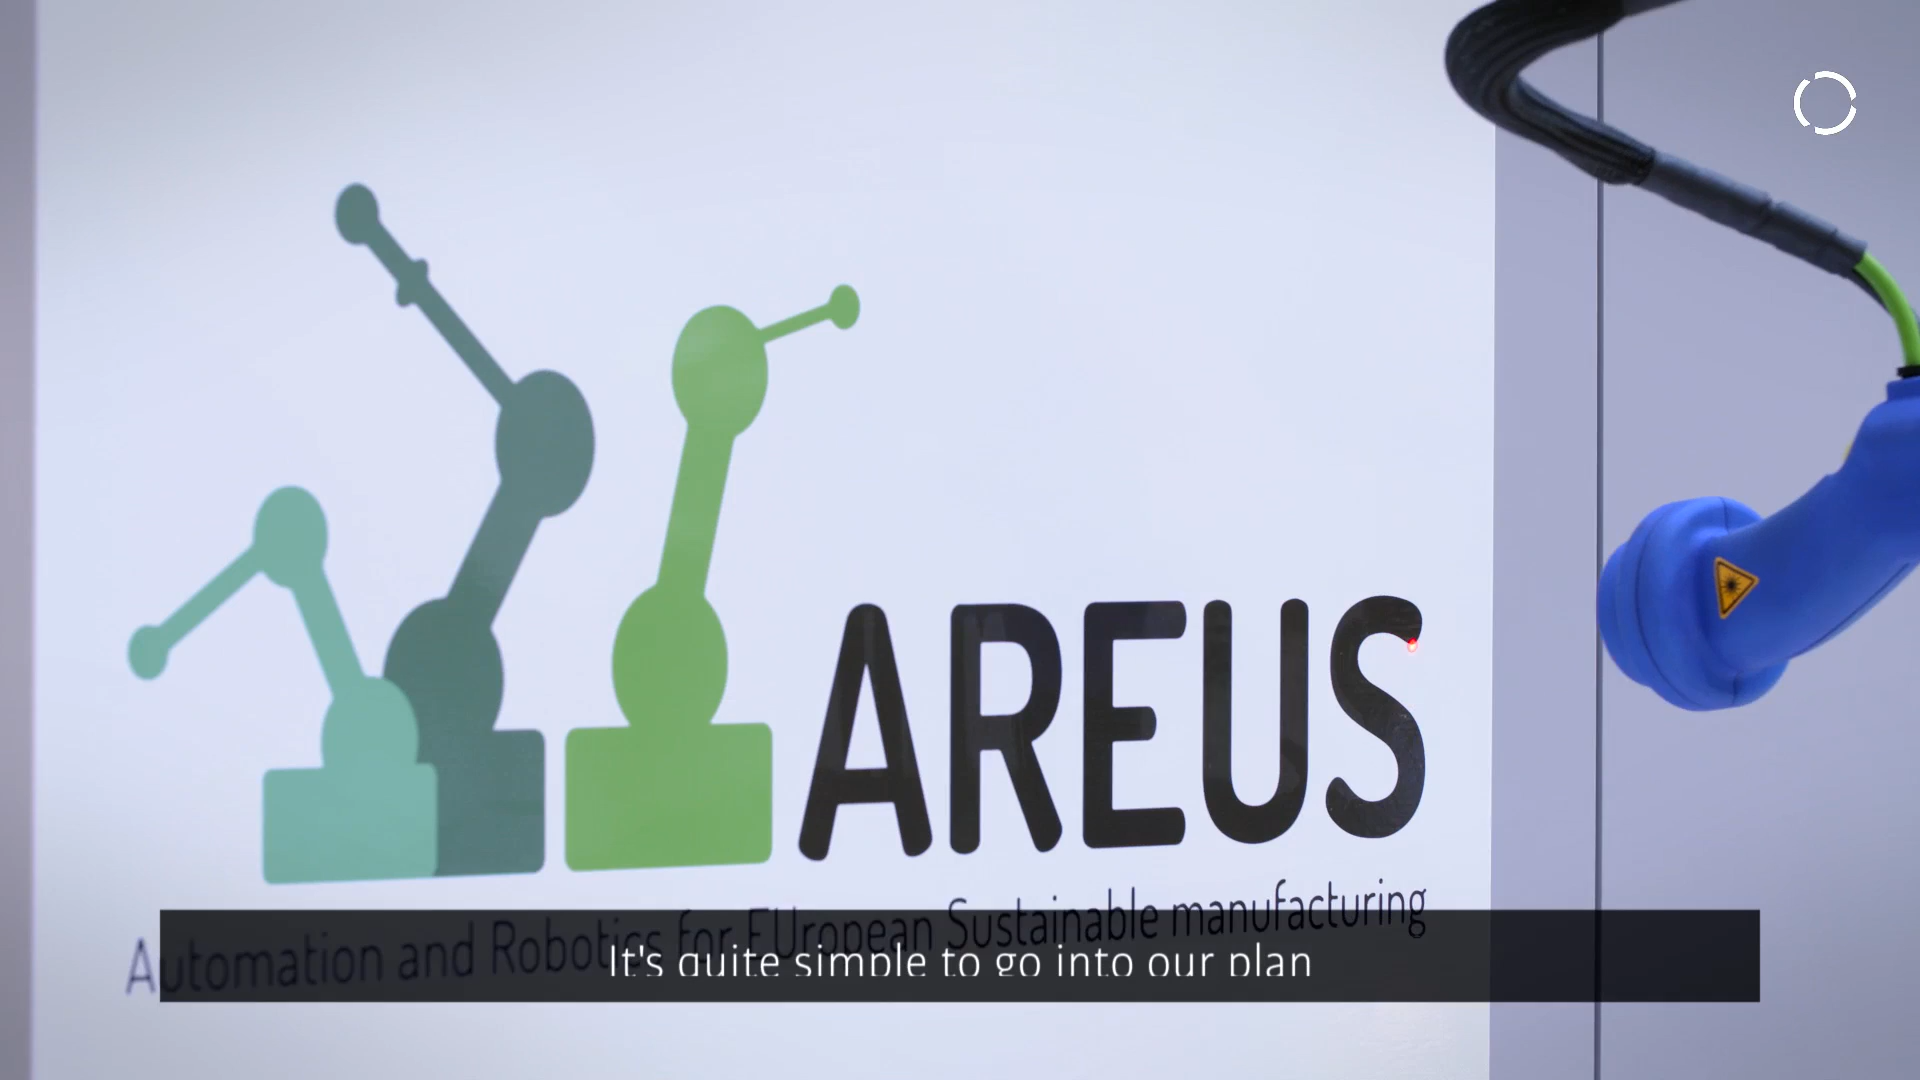 AREUS
Automation and Robotics for EUropean Sustainable manufacturing
It's quite simple to go into our plan